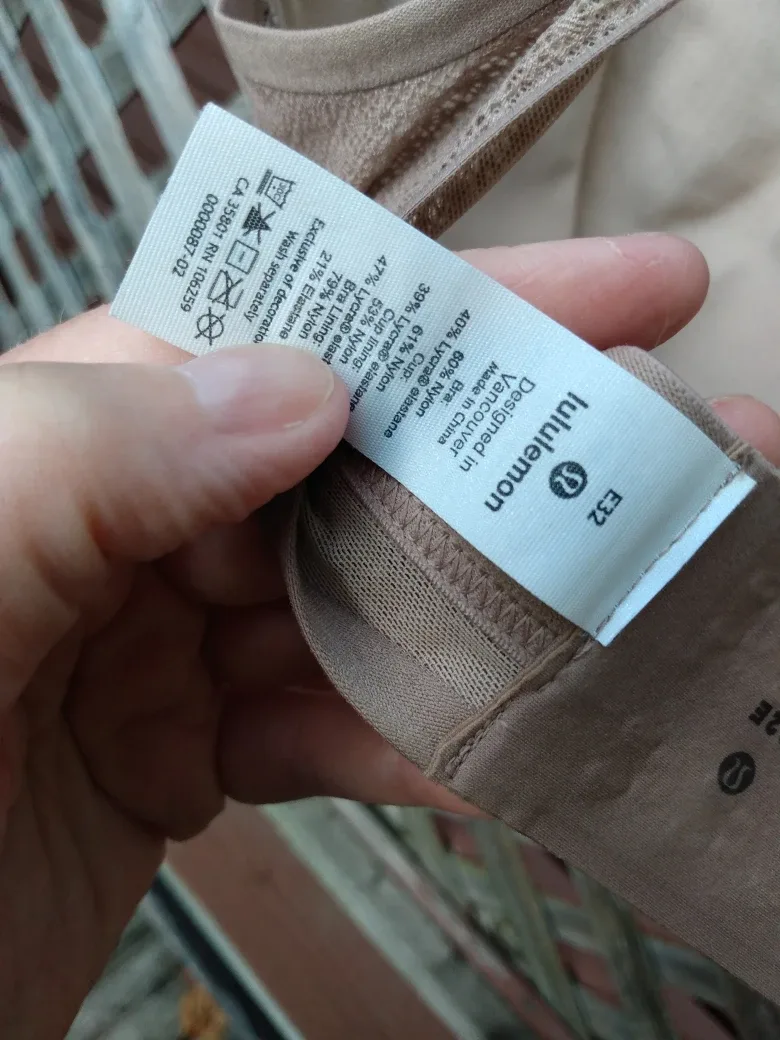 E32
lululemon
Designed in
Vancouver
Made in China
Bra:
60% Nylon
40% Lycra® elastane
Cup:
61% Nylon
39% Lycra® elastane
Cup lining:
53% Nylon
47% Lycra® elast
Bra Lining:
79% Nylon
21% Elastane
Wash separately
Exclusive of decoration
CA 35801 RN 106259
0000087-02